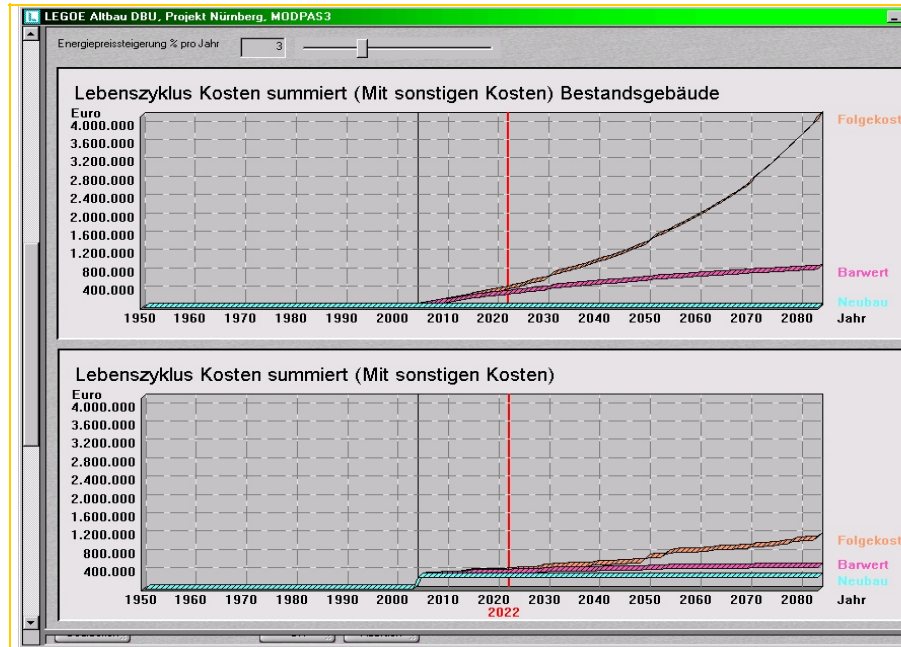 LEGOE Altbau DBU, Projekt Nürnberg, MODPAS3
Energiepreissteigerung % pro Jahr 3
Lebenszyklus Kosten summiert (Mit sonstigen Kosten) Bestandsgebäude
Euro
4.000.000
3.600.000
3.200.000
2.800.000
2.400.000
2.000.000
1.600.000
1.200.000
800.000
400.000
Folgekost
Barwert
Neubau
1950 1960 1970 1980 1990 2000 2010 2020 2030 2040 2050 2060 2070 2080 Jahr
Lebenszyklus Kosten summiert (Mit sonstigen Kosten)
Euro
4.000.000
3.600.000
3.200.000
2.800.000
2.400.000
2.000.000
1.600.000
1.200.000
800.000
400.000
Folgekost
Barwert
Neubau
1950 1960 1970 1980 1990 2000 2010 2020 2030 2040 2050 2060 2070 2080 Jahr
2022